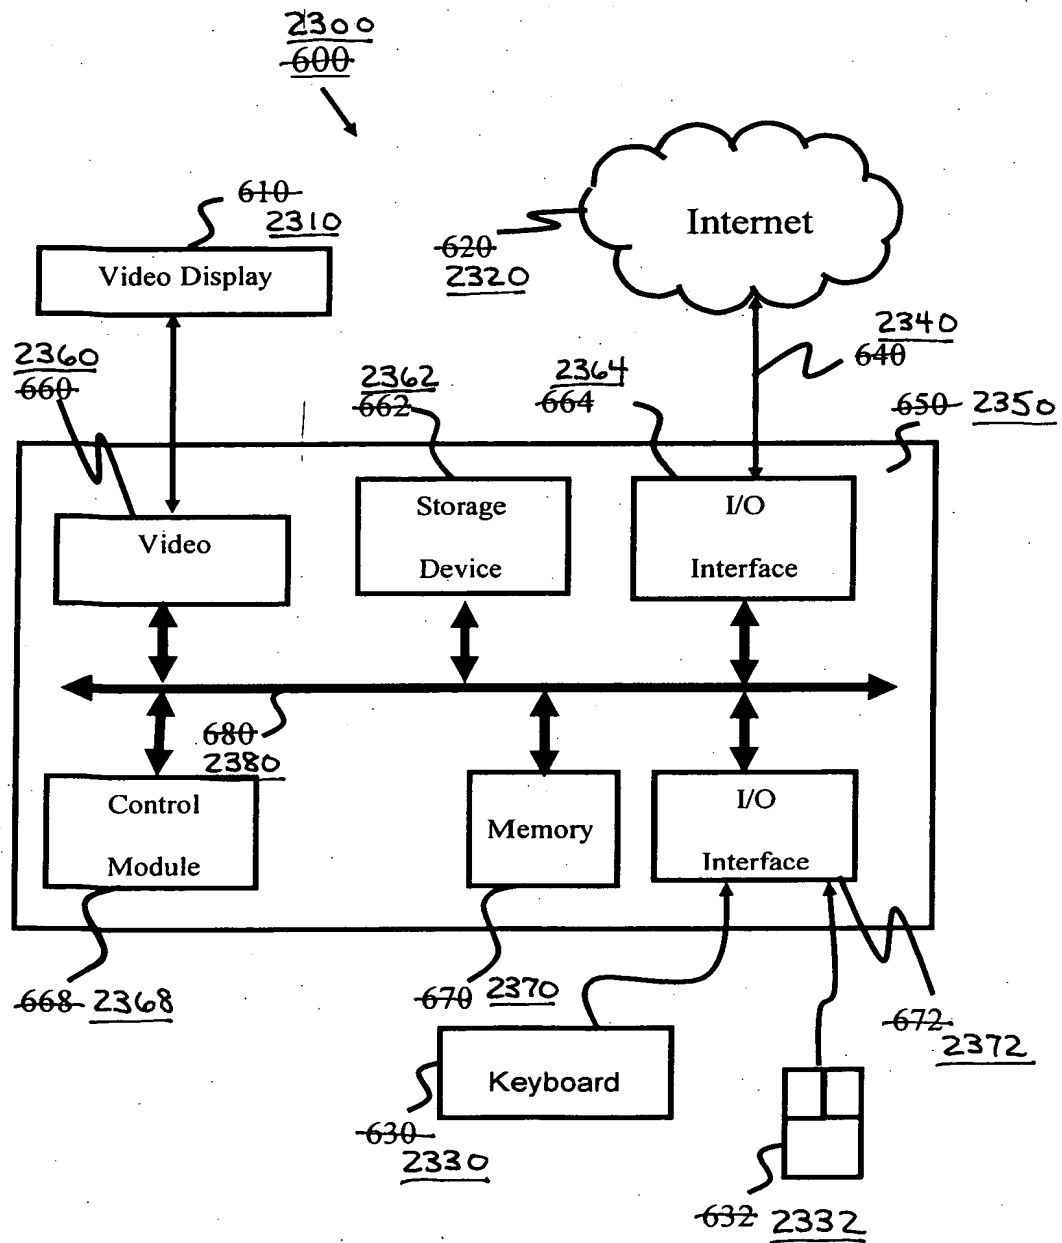 2300
600
610
2310
Internet
620
2320
Video Display
2340
640
2360
660
2362
662
2364
664
650 2350
Storage
Device
I/O
Interface
Video
680
2380
Control
Module
Memory
I/O
Interface
668 2368
670 2370
672
2372
Keyboard
630
2330
632 2332